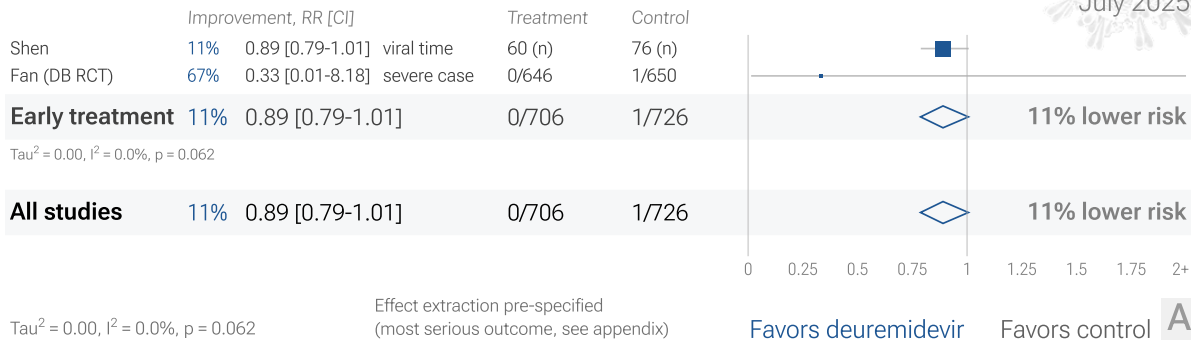 July 2025
Improvement, RR [CI] Treatment Control
Shen 11% 0.89 [0.79-1.01] viral time 60 (n) 76 (n)
Fan (DB RCT) 67% 0.33 [0.01-8.18] severe case 0/646 1/650
Early treatment 11% 0.89 [0.79-1.01] 0/706 1/726 11% lower risk
Tau² = 0.00, I² = 0.0%, p = 0.062
All studies 11% 0.89 [0.79-1.01] 0/706 1/726 11% lower risk
0 0.25 0.5 0.75 1 1.25 1.5 1.75 2+
Effect extraction pre-specified
(most serious outcome, see appendix)
Tau² = 0.00, I² = 0.0%, p = 0.062
Favors deuremidevir Favors control
A